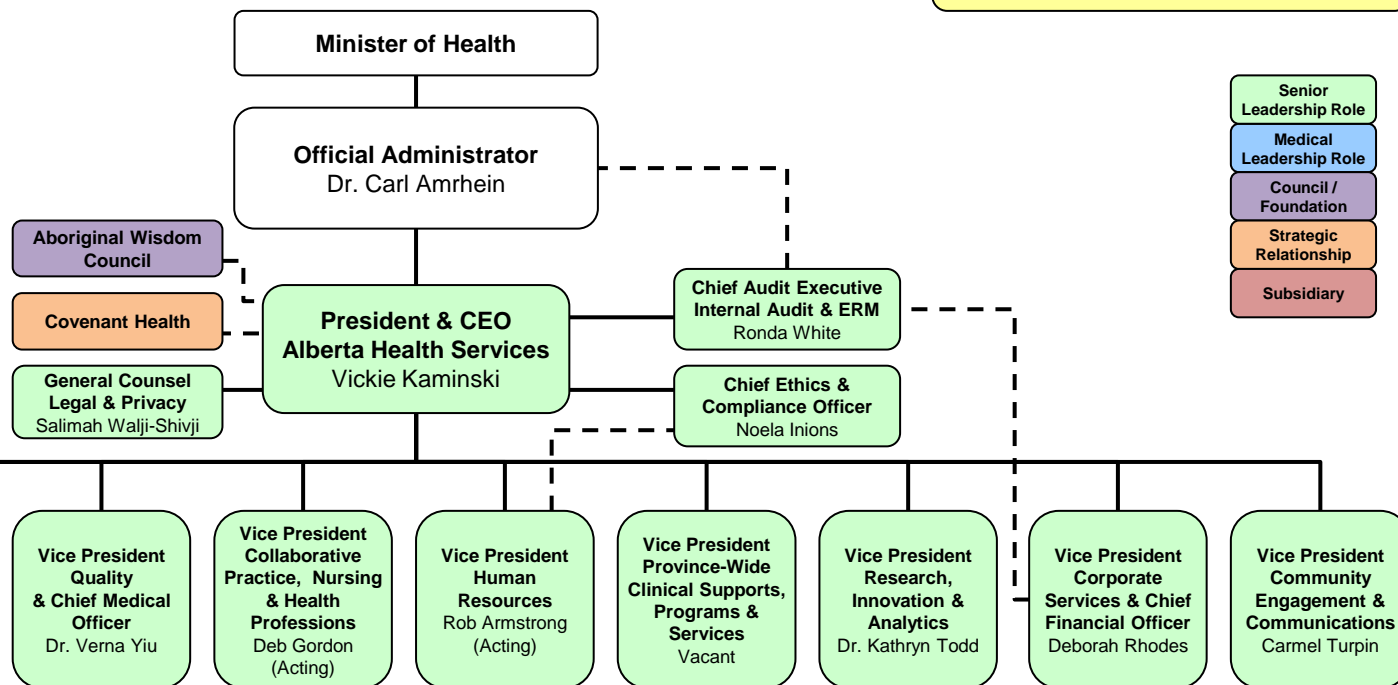 Minister of Health
Official Administrator
Dr. Carl Amrhein
Senior
Leadership Role
Medical
Leadership Role
Council /
Foundation
Strategic
Relationship
Subsidiary
Aboriginal Wisdom
Council
Covenant Health
General Counsel
Legal & Privacy
Salimah Walji-Shivji
President & CEO
Alberta Health Services
Vickie Kaminski
Chief Audit Executive
Internal Audit & ERM
Ronda White
Chief Ethics &
Compliance Officer
Noela Inions
Vice President
Quality
& Chief Medical
Officer
Dr. Verna Yiu
Vice President
Collaborative
Practice, Nursing
& Health
Professions
Deb Gordon
(Acting)
Vice President
Human
Resources
Rob Armstrong
(Acting)
Vice President
Province-Wide
Clinical Supports,
Programs &
Services
Vacant
Vice President
Research,
Innovation &
Analytics
Dr. Kathryn Todd
Vice President
Corporate
Services & Chief
Financial Officer
Deborah Rhodes
Vice President
Community
Engagement &
Communications
Carmel Turpin